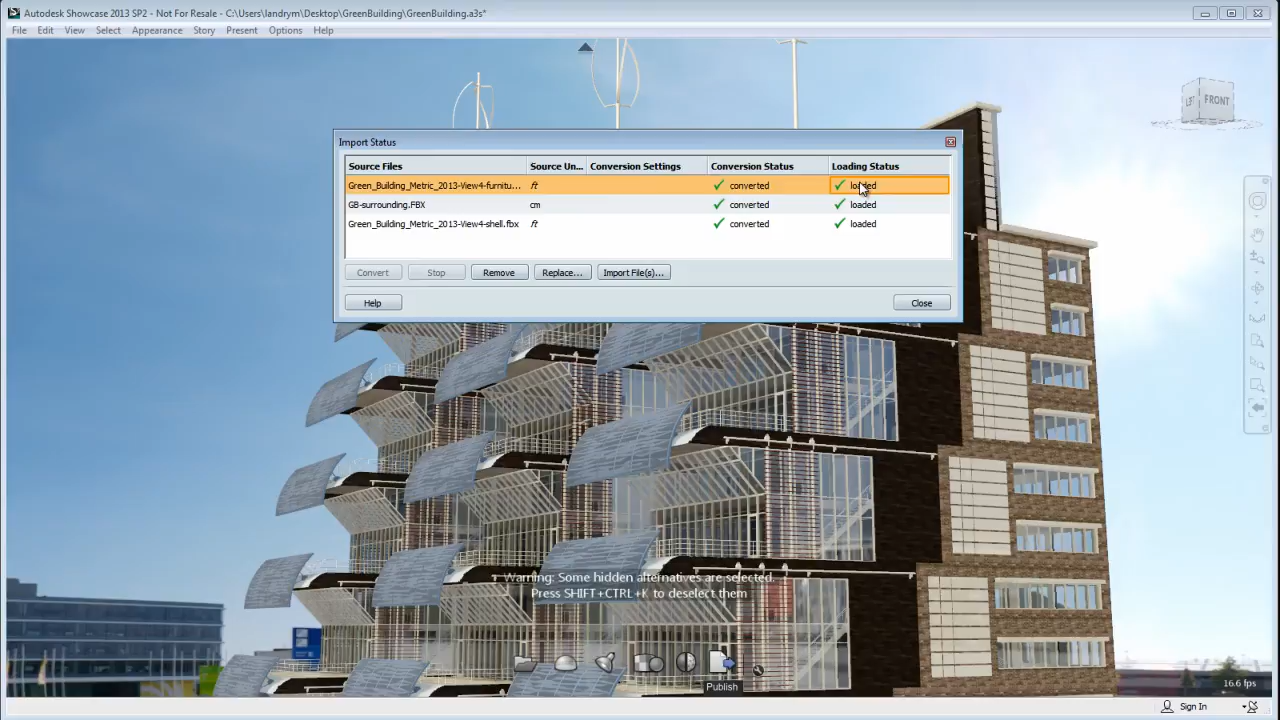 Autodesk Showcase 2013 SP2 - Not For Resale - C:\Users\landrym\Desktop\GreenBuilding\GreenBuilding.a3s*
File Edit View Select Appearance Story Present Options Help
LEFT FRONT
Import Status
Source Files Source Un... Conversion Settings Conversion Status Loading Status
Green_Building_Metric_2013-View4-furnitu... ft converted loaded
GB-surrounding.FBX cm converted loaded
Green_Building_Metric_2013-View4-shell.fbx ft converted loaded
Convert Stop Remove Replace... Import File(s)...
Help Close
Warning: Some hidden alternatives are selected.
Press SHIFT+CTRL+K to deselect them
Publish
16.6 fps
Sign In